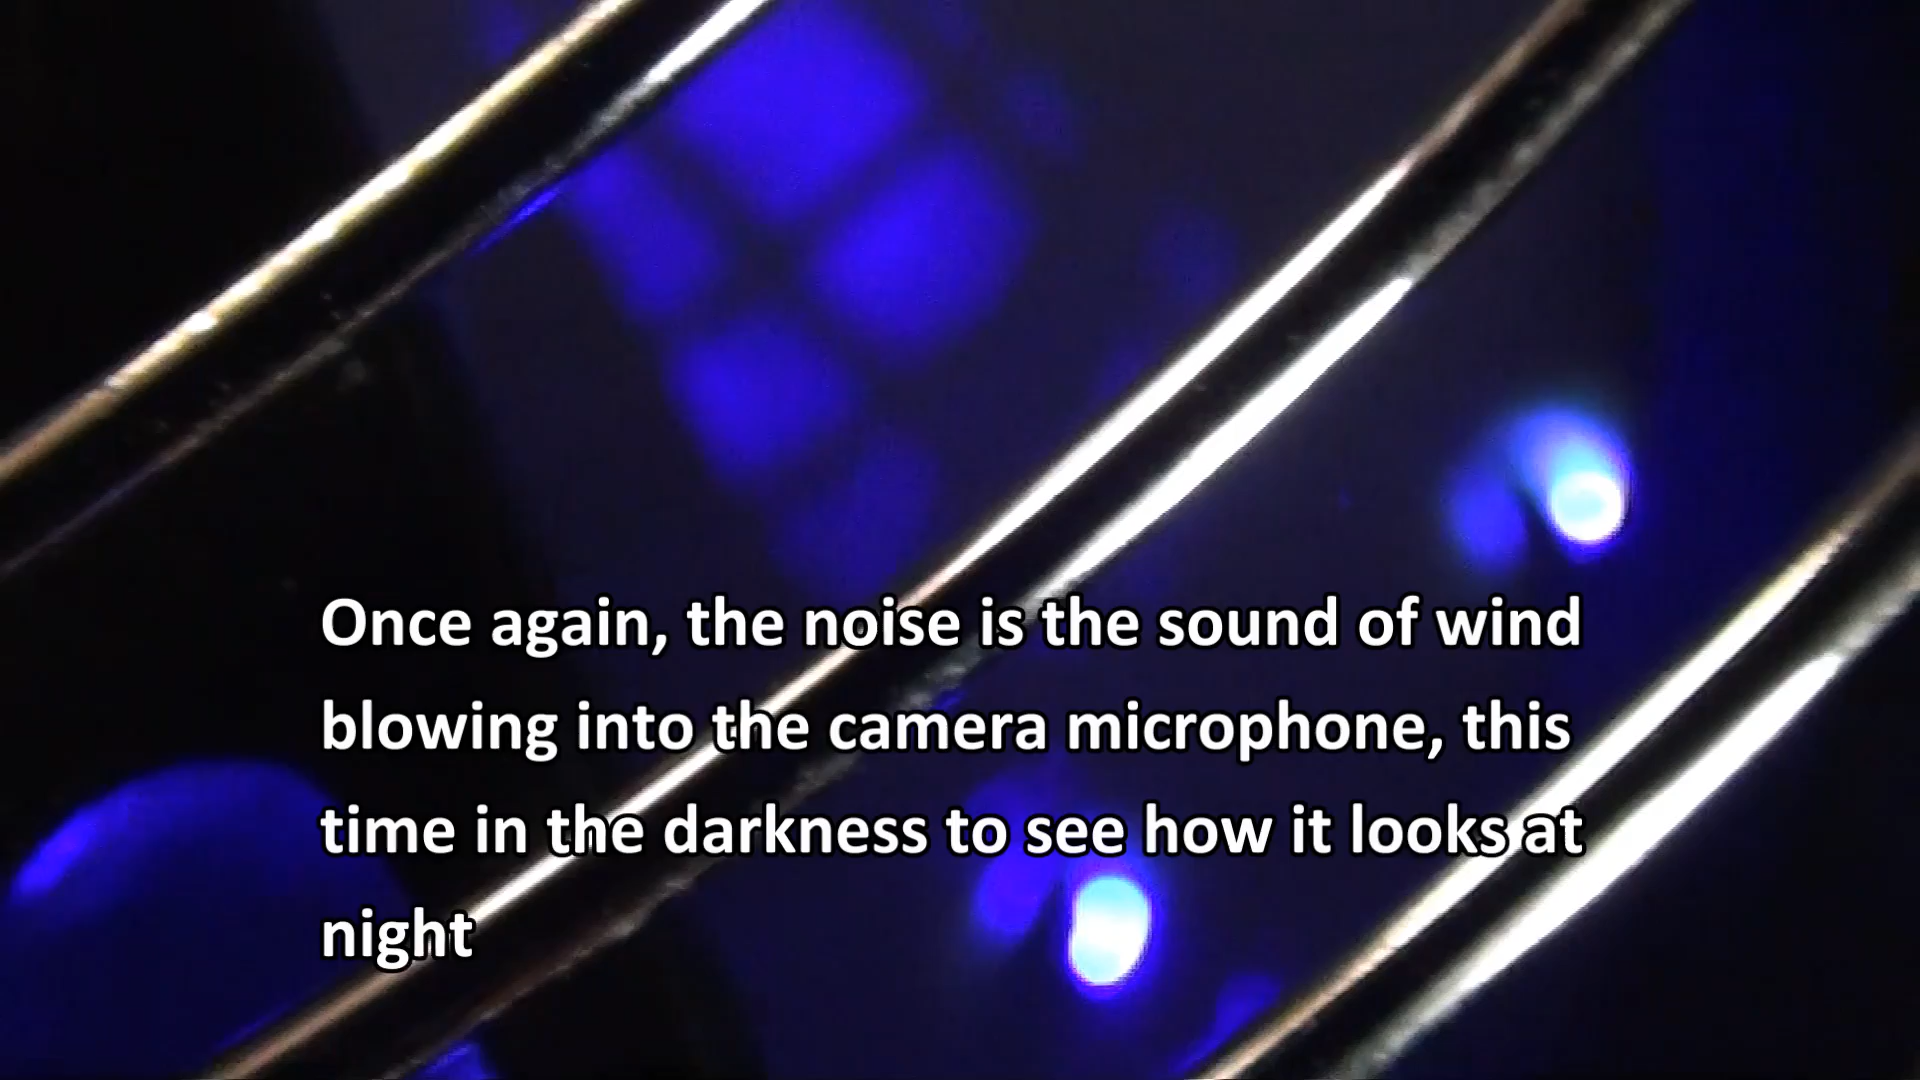 Once again, the noise is the sound of wind
blowing into the camera microphone, this
time in the darkness to see how it looks at
night